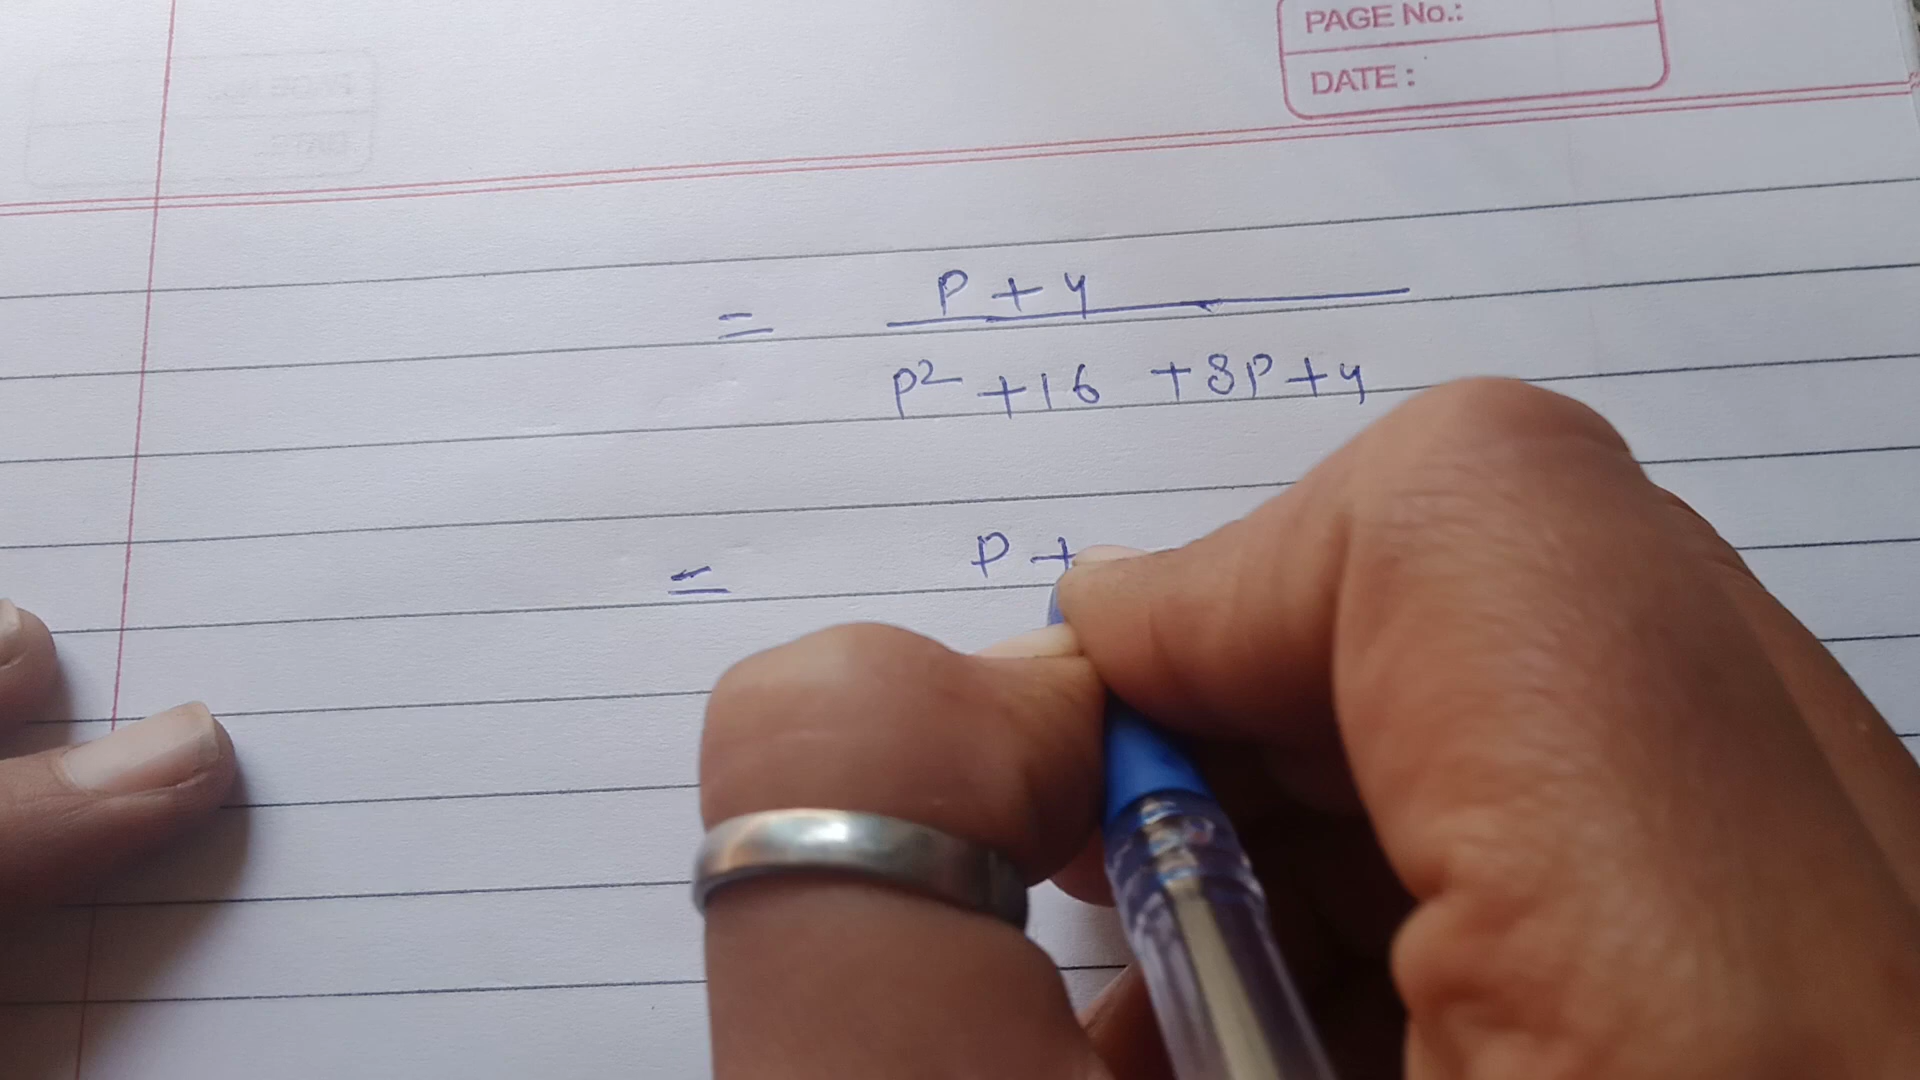 PAGE No.:
DATE :
= P + 4
P² + 16 + 8P + 4
= P +